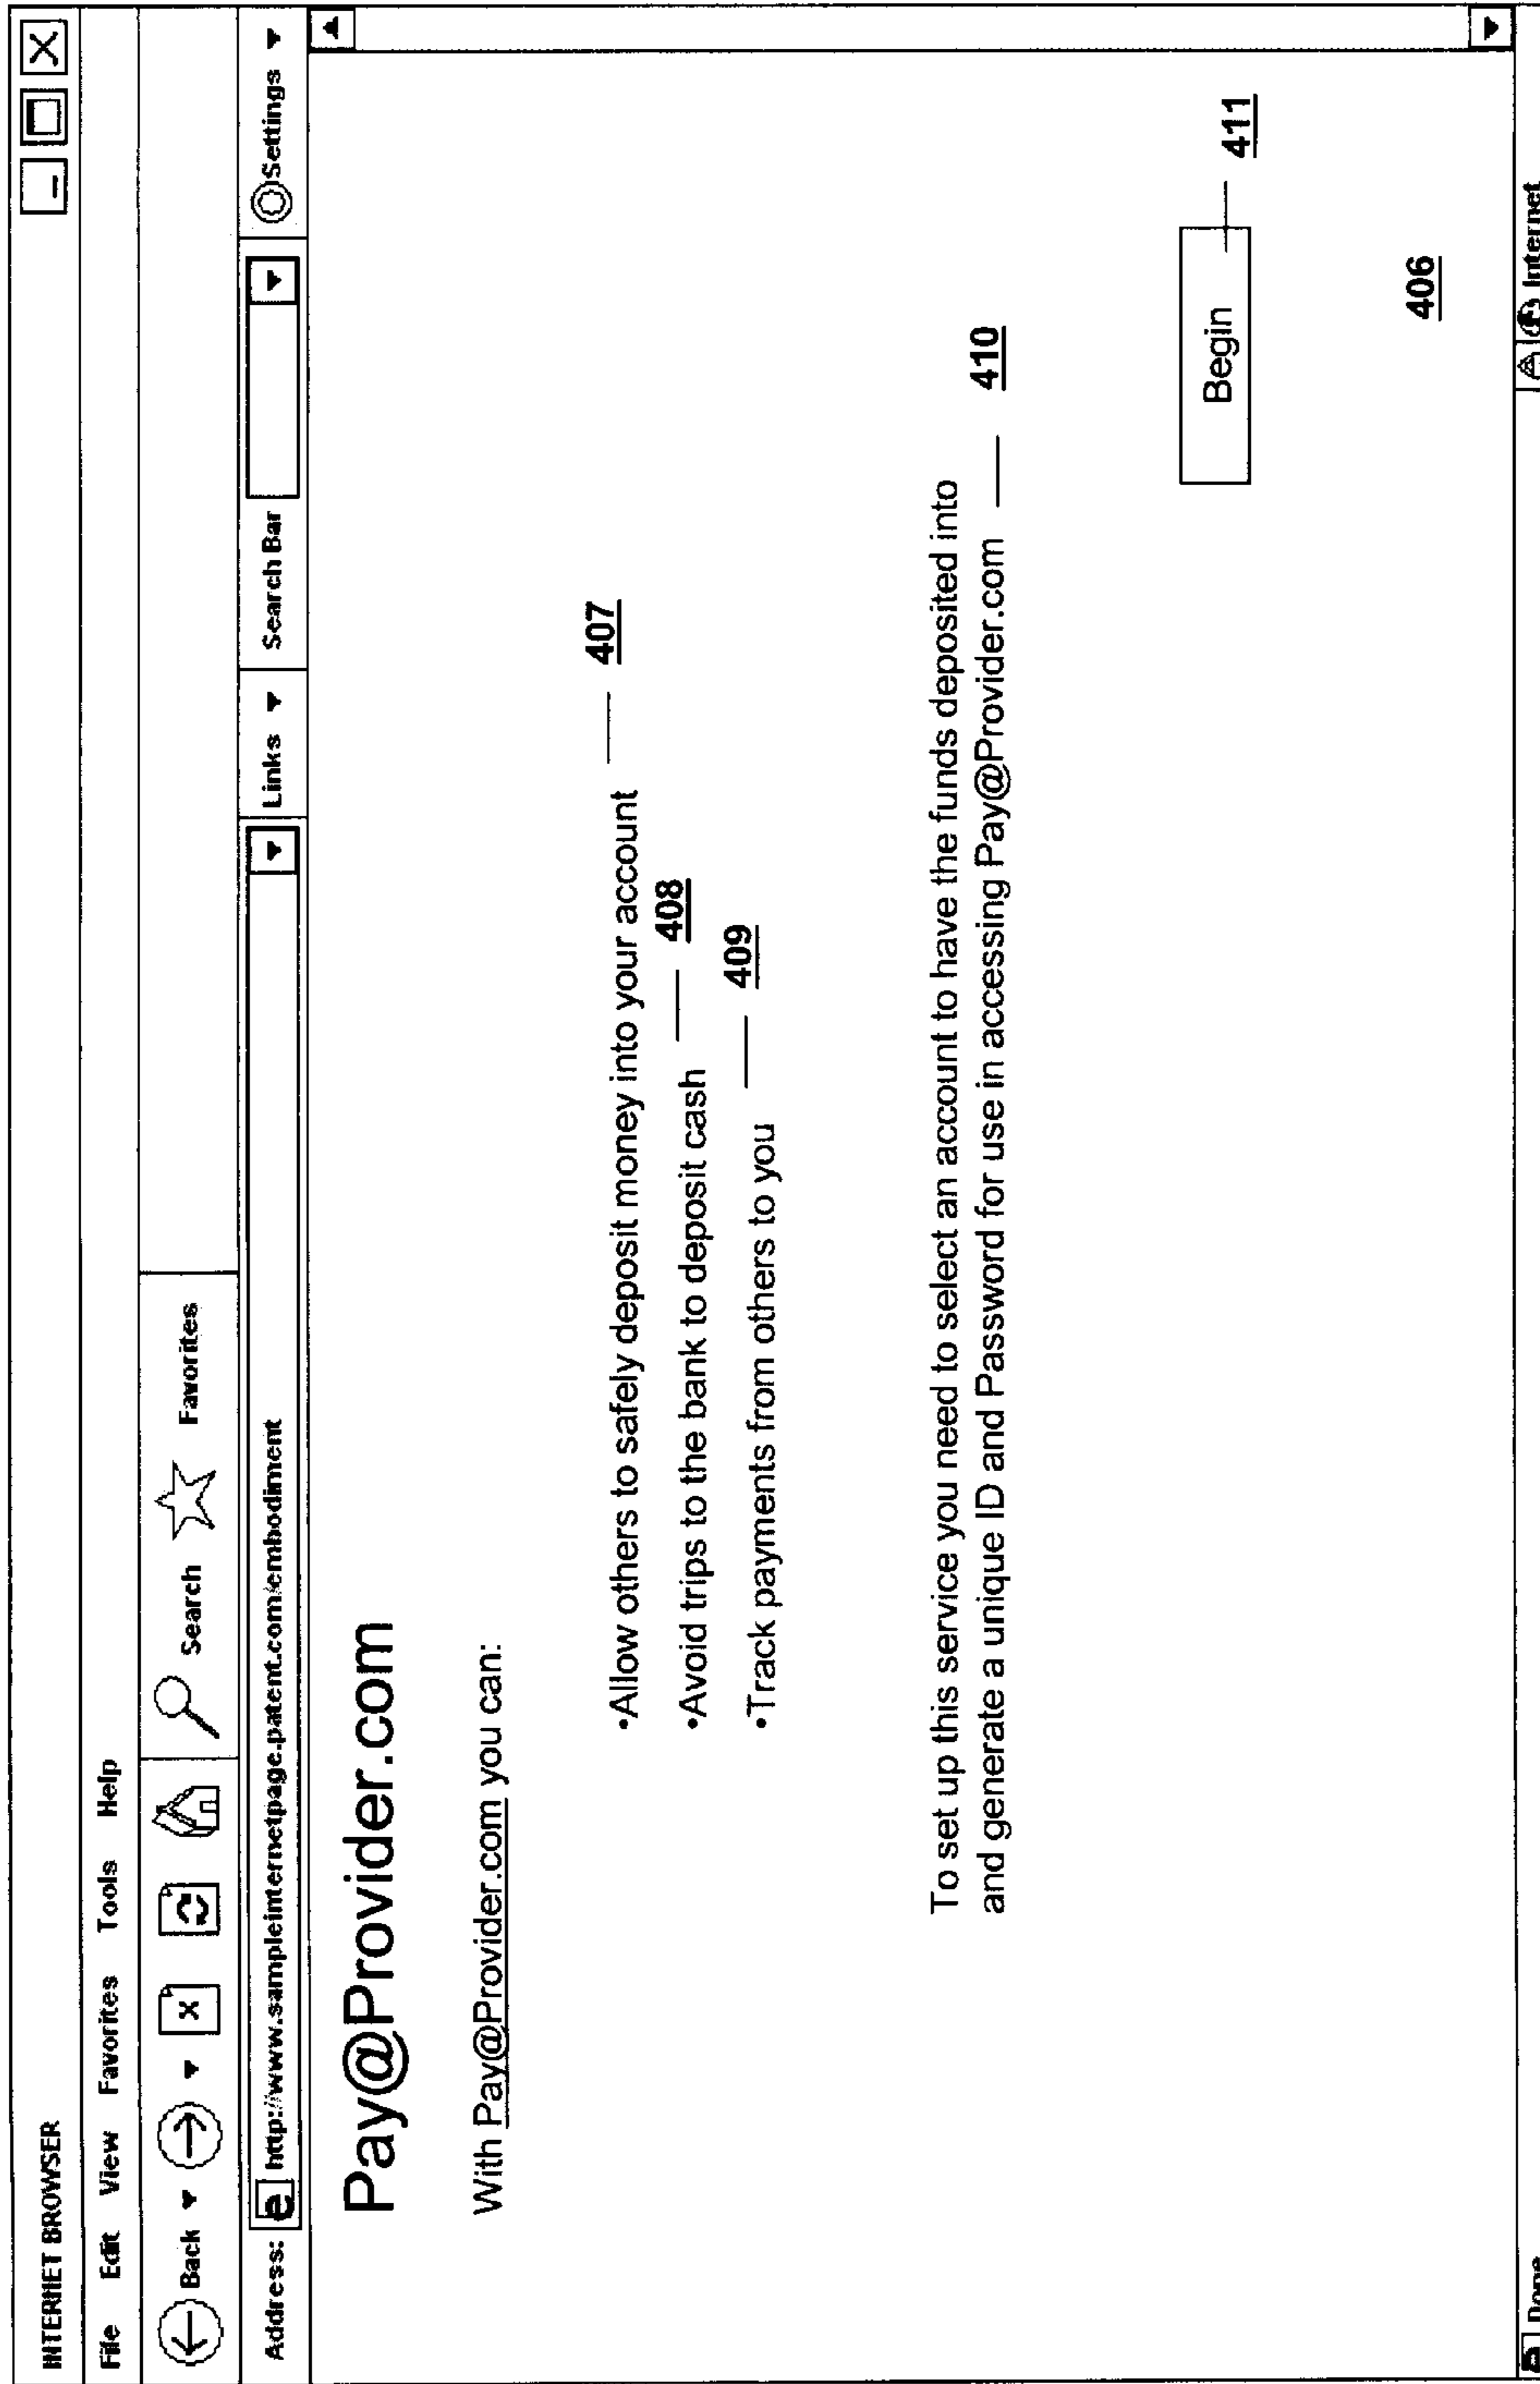 INTERNET BROWSER
File Edit View Favorites Tools Help
Back Search Favorites
Address: http://www.sampleinternetpage.patent.com/embodiment Links Search Bar Settings
Pay@Provider.com
With Pay@Provider.com you can:
•Allow others to safely deposit money into your account 407
•Avoid trips to the bank to deposit cash 408
•Track payments from others to you 409
To set up this service you need to select an account to have the funds deposited into
and generate a unique ID and Password for use in accessing Pay@Provider.com 410
Begin 411
406
Done Internet